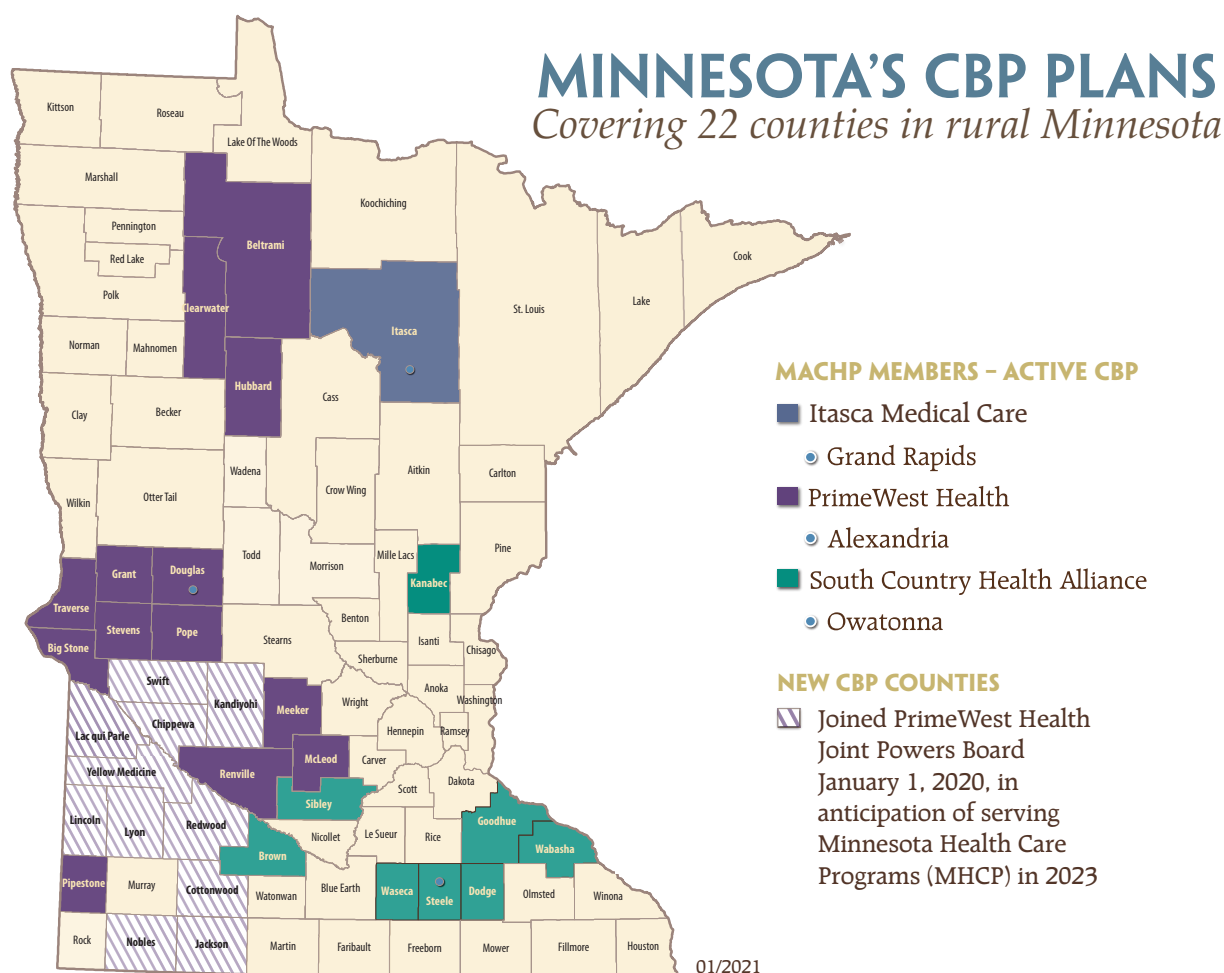 MINNESOTA'S CBP PLANS
Covering 22 counties in rural Minnesota
Kittson
Roseau
Lake Of The Woods
Marshall
Koochiching
Pennington
Beltrami
Red Lake
Cook
Polk
Clearwater
St. Louis
Lake
Itasca
Norman
Mahnomen
Hubbard
Cass
Clay
Becker
Wadena
Aitkin
Carlton
Crow Wing
Wilkin
Otter Tail
Todd
Mille Lacs
Pine
Morrison
Grant
Douglas
Kanabec
Traverse
Benton
Stevens
Pope
Stearns
Isanti
Big Stone
Chisago
Sherburne
Swift
Anoka
Kandiyohi
Wright
Washington
Meeker
Chippewa
Hennepin
Ramsey
Lac qui Parle
McLeod
Carver
Yellow Medicine
Renville
Dakota
Scott
Sibley
Lincoln
Lyon
Redwood
Goodhue
Nicollet
Le Sueur
Rice
Brown
Wabasha
Pipestone
Murray
Cottonwood
Watonwan
Blue Earth
Waseca
Steele
Dodge
Olmsted
Winona
Rock
Nobles
Jackson
Martin
Faribault
Freeborn
Mower
Fillmore
Houston
MACHP MEMBERS – ACTIVE CBP
Itasca Medical Care
Grand Rapids
PrimeWest Health
Alexandria
South Country Health Alliance
Owatonna
NEW CBP COUNTIES
Joined PrimeWest Health
Joint Powers Board
January 1, 2020, in
anticipation of serving
Minnesota Health Care
Programs (MHCP) in 2023
01/2021